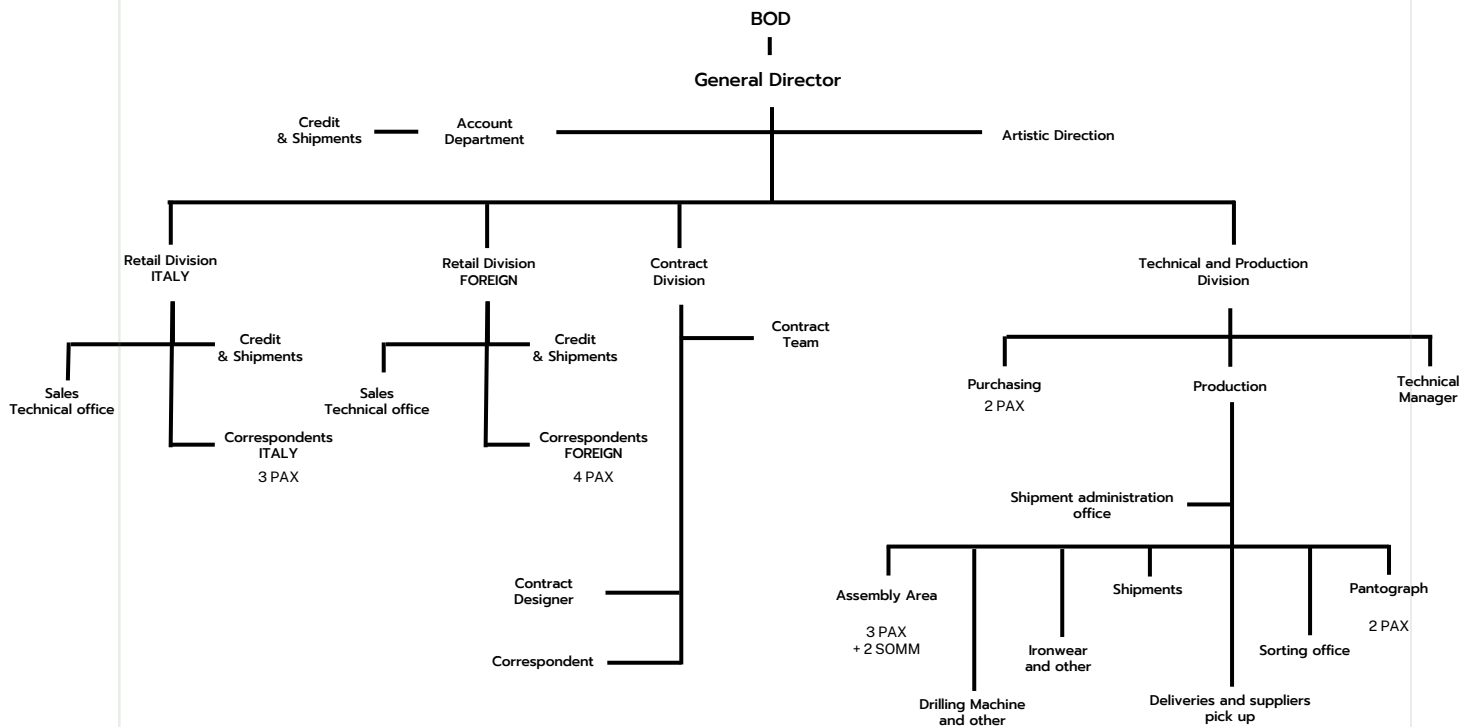 BOD
General Director
Credit
& Shipments
Account
Department
Artistic Direction
Retail Division
ITALY
Retail Division
FOREIGN
Contract
Division
Technical and Production
Division
Credit
& Shipments
Credit
& Shipments
Contract
Team
Sales
Technical office
Sales
Technical office
Purchasing
2 PAX
Production
Technical
Manager
Correspondents
ITALY
3 PAX
Correspondents
FOREIGN
4 PAX
Shipment administration
office
Contract
Designer
Correspondent
Assembly Area
3 PAX
+ 2 SOMM
Drilling Machine
and other
Ironwear
and other
Shipments
Deliveries and suppliers
pick up
Sorting office
Pantograph
2 PAX